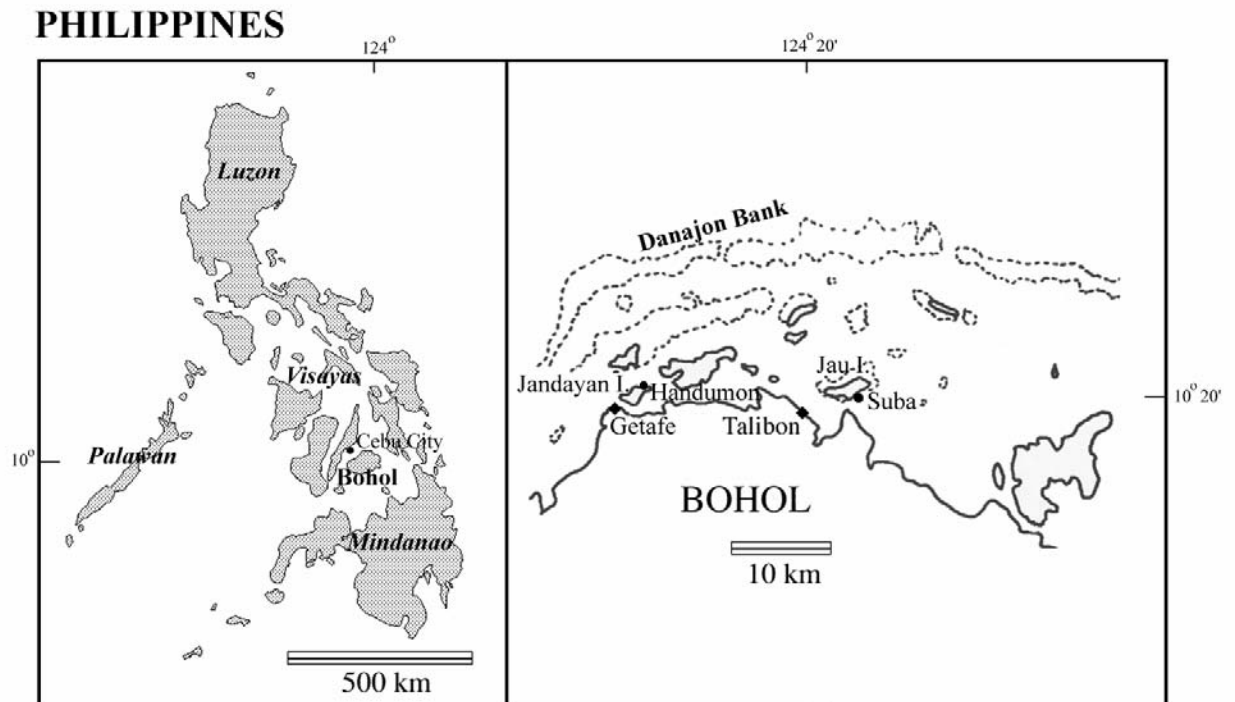 PHILIPPINES
124°
Luzon
Visayas
Cebu City
Palawan
10°
Bohol
Mindanao
500 km
124° 20'
Danajon Bank
Jau I.
Jandayan I.
Handumon
Suba
10° 20'
Getafe
Talibon
BOHOL
10 km